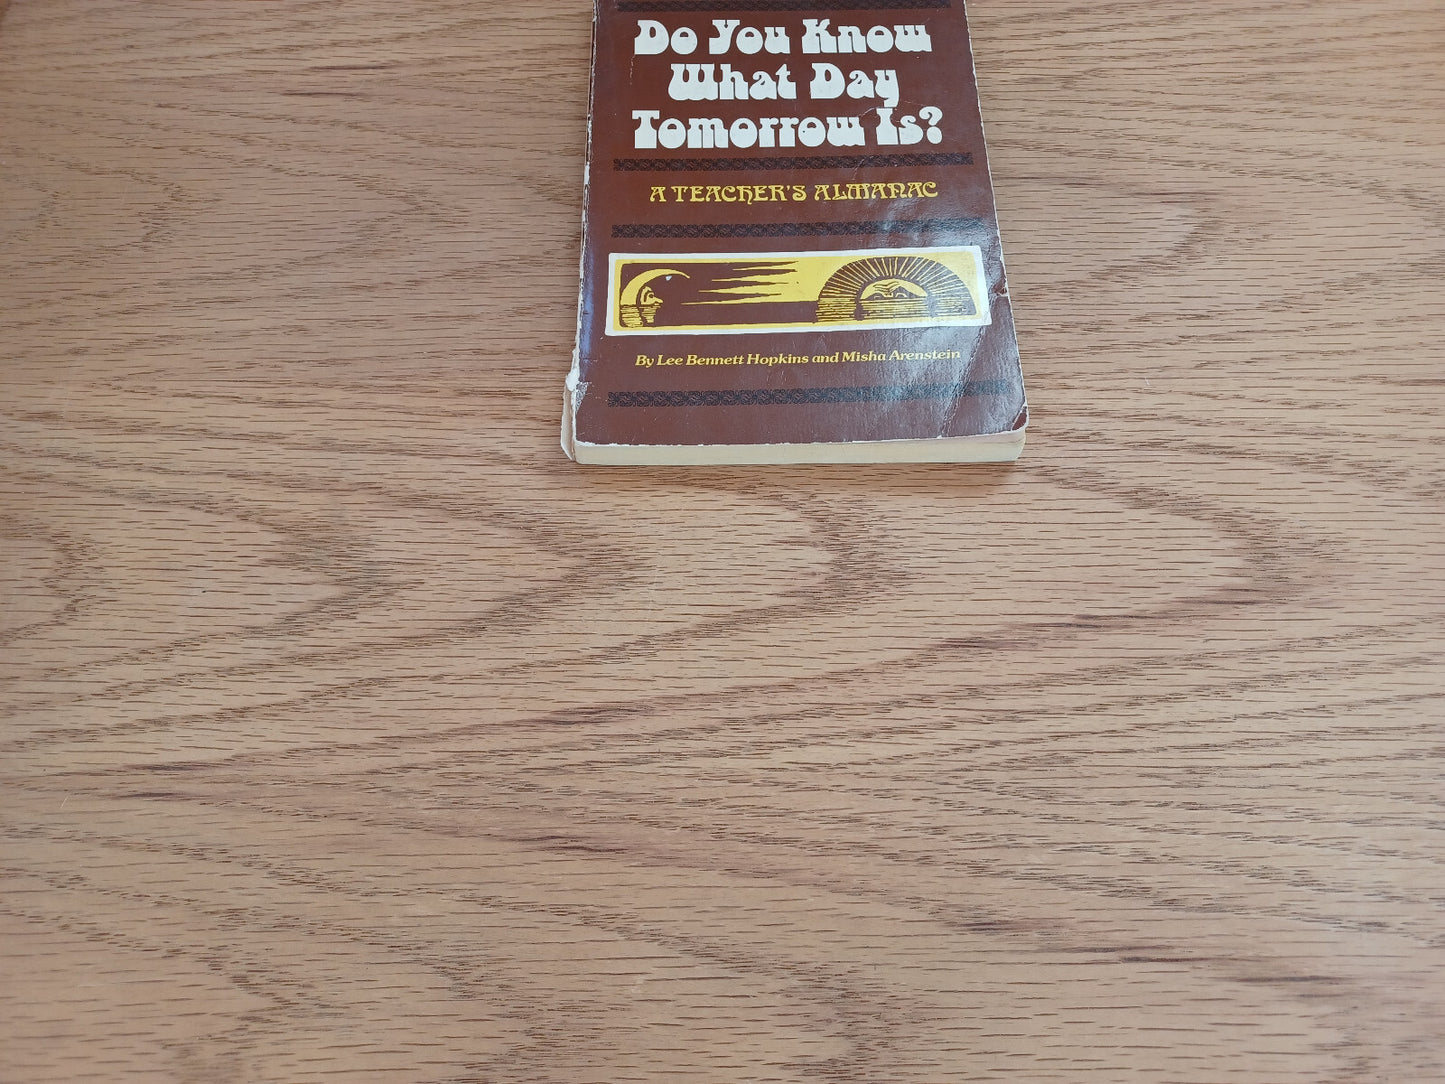 Do You Know
What Day
Tomorrow Is?
A TEACHER'S ALMANAC
By Lee Bennett Hopkins and Misha Arenstein